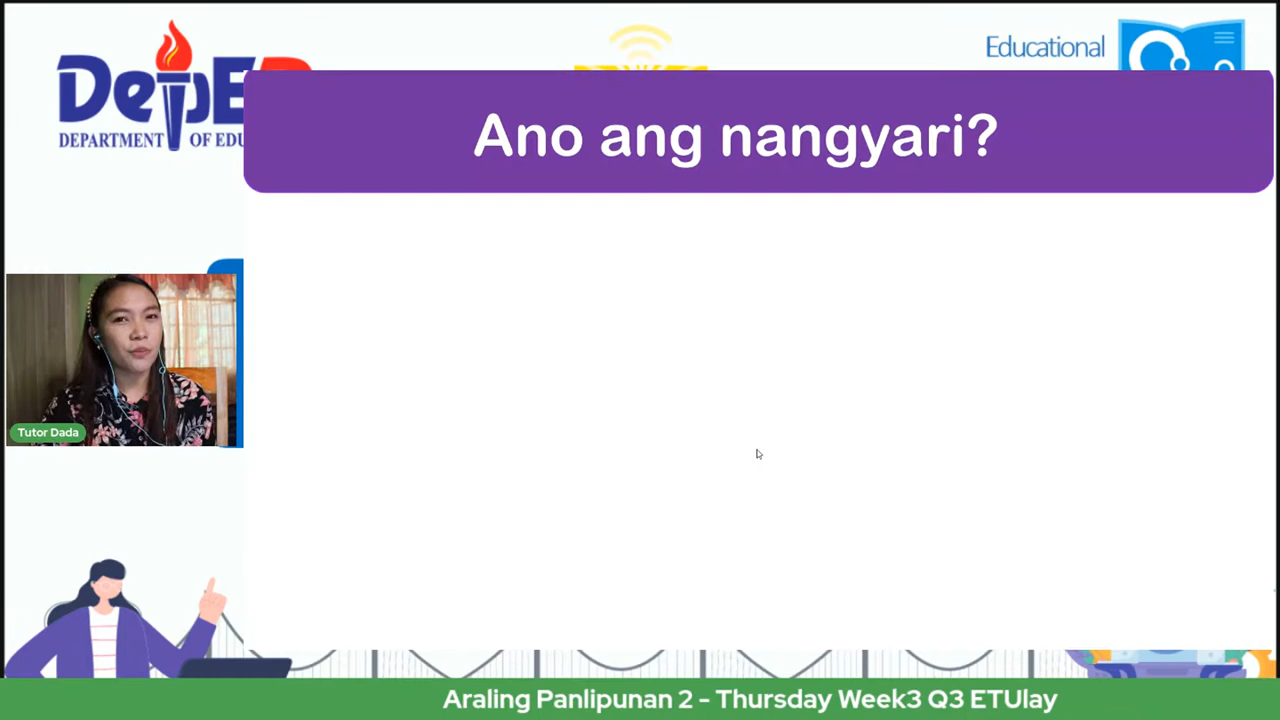 DepED
DEPARTMENT OF EDU
Educational
Ano ang nangyari?
Tutor Dada
Araling Panlipunan 2 - Thursday Week3 Q3 ETUlay